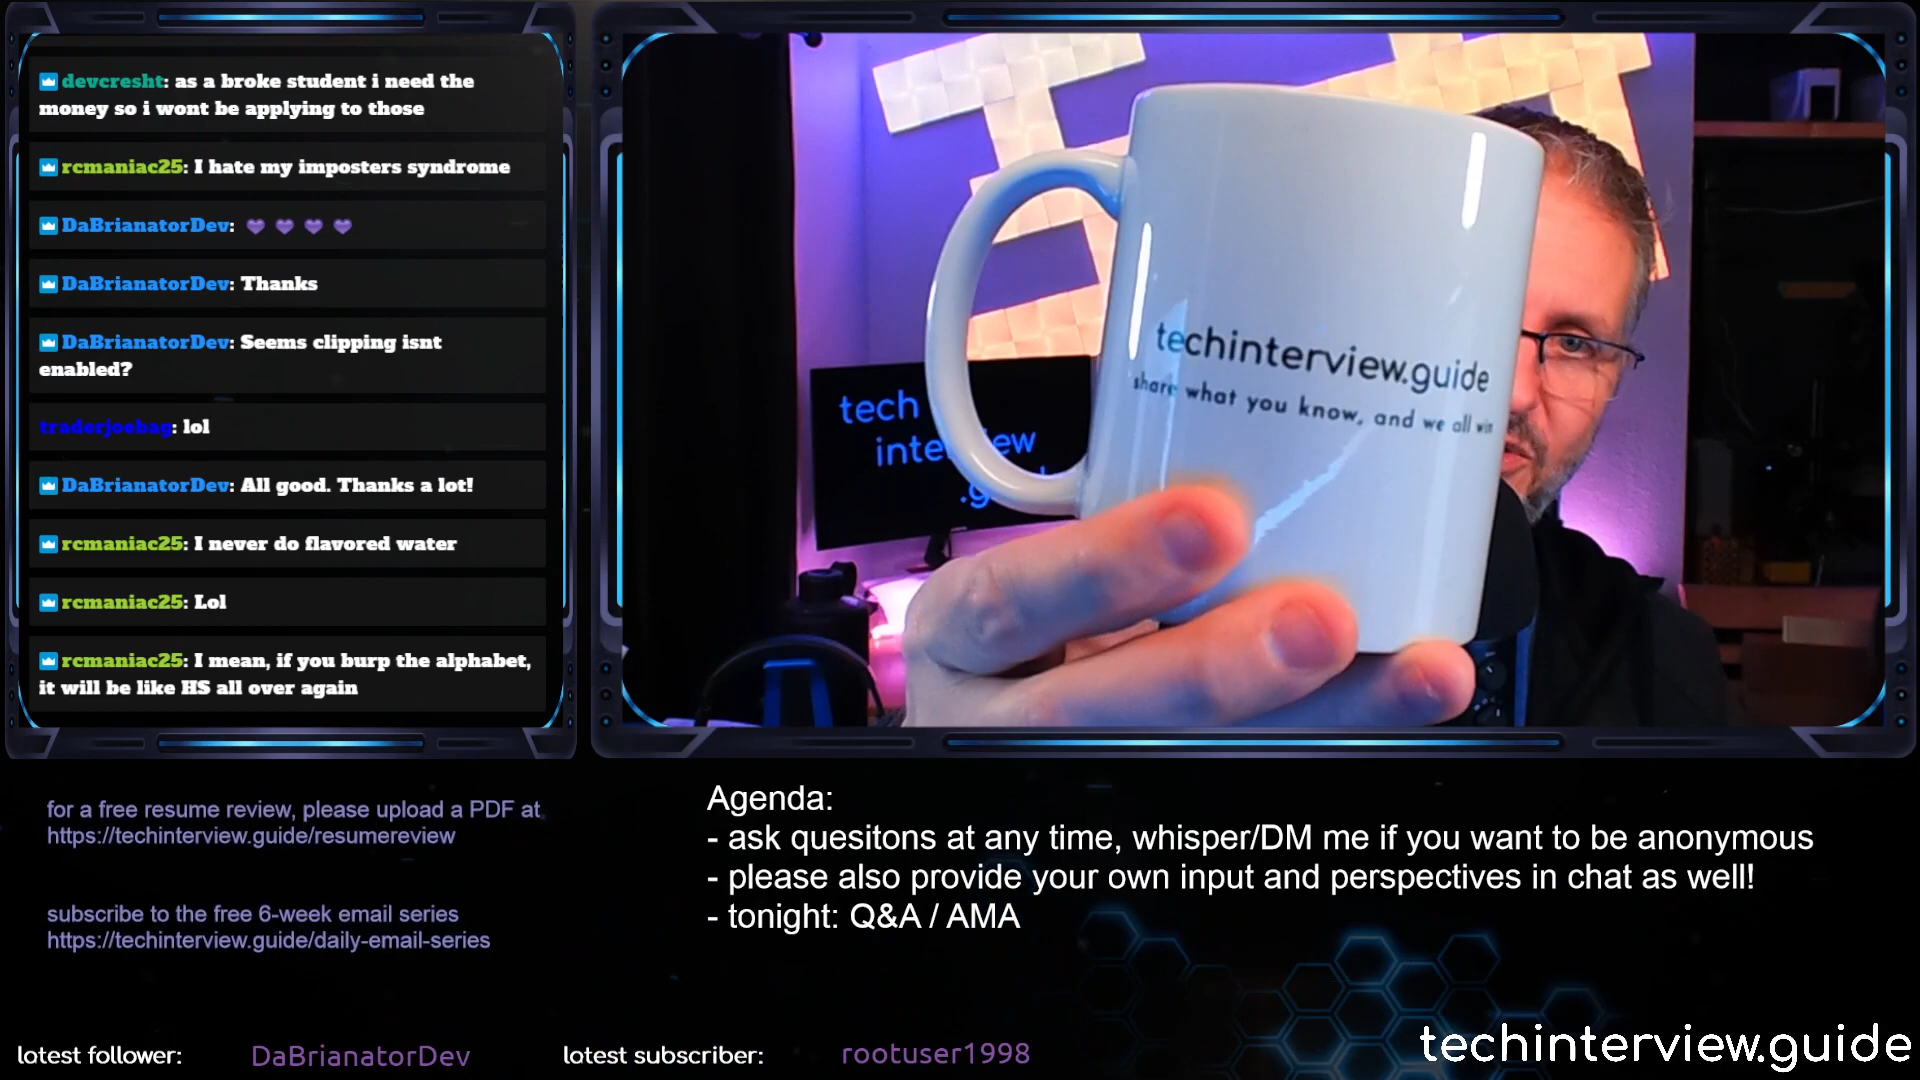 devcresht: as a broke student i need the
money so i wont be applying to those
rcmaniac25: I hate my imposters syndrome
DaBrianatorDev:
DaBrianatorDev: Thanks
DaBrianatorDev: Seems clipping isnt
enabled?
traderjoebag: lol
DaBrianatorDev: All good. Thanks a lot!
rcmaniac25: I never do flavored water
rcmaniac25: Lol
rcmaniac25: I mean, if you burp the alphabet,
it will be like HS all over again
techinterview.guide
share what you know, and we all win
tech
.g
for a free resume review, please upload a PDF at
https://techinterview.guide/resumereview
subscribe to the free 6-week email series
https://techinterview.guide/daily-email-series
Agenda:
- ask quesitons at any time, whisper/DM me if you want to be anonymous
- please also provide your own input and perspectives in chat as well!
- tonight: Q&A / AMA
latest follower: DaBrianatorDev
latest subscriber: rootuser1998
techinterview.guide